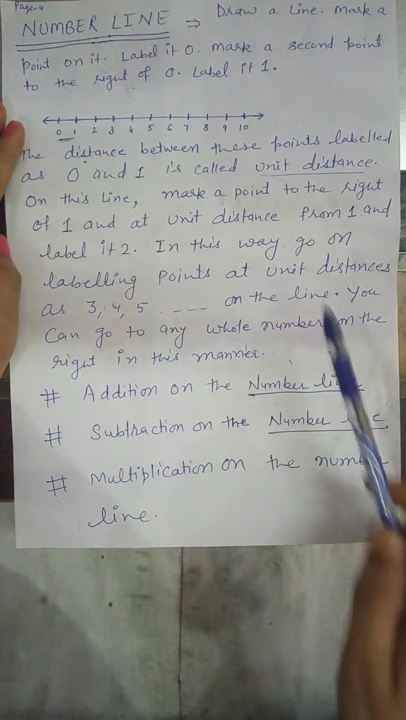 Page-4
NUMBER LINE ⇒ Draw a Line. Mark a
Point on it. Label it 0. Mark a second point
to the right of 0. Label it 1.
0 1 2 3 4 5 6 7 8 9 10
The distance between these points labelled
as 0 and 1 is called unit distance.
On this Line, mark a point to the right
of 1 and at unit distance from 1 and
label it 2. In this way go on
labelling Points at unit distances
as 3, 4, 5 ---- on the line. You
Can go to any whole number on the
right in this manner.
# Addition on the Number line
# Subtraction on the Number line
# Multiplication on the number
line.